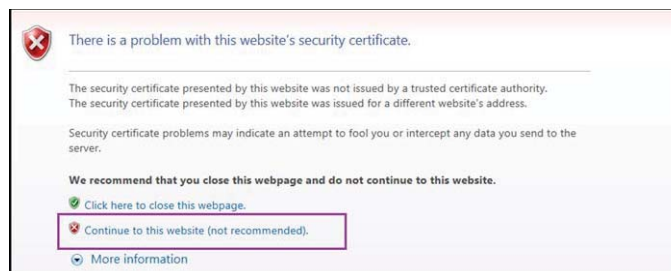 There is a problem with this website's security certificate.
The security certificate presented by this website was not issued by a trusted certificate authority.
The security certificate presented by this website was issued for a different website's address.
Security certificate problems may indicate an attempt to fool you or intercept any data you send to the
server.
We recommend that you close this webpage and do not continue to this website.
Click here to close this webpage.
Continue to this website (not recommended).
More information